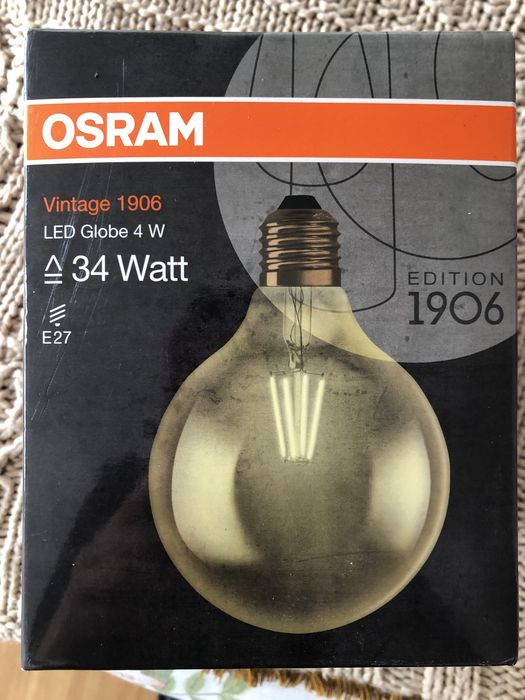 OSRAM
Vintage 1906
LED Globe 4 W
≙ 34 Watt
E27
EDITION
1906